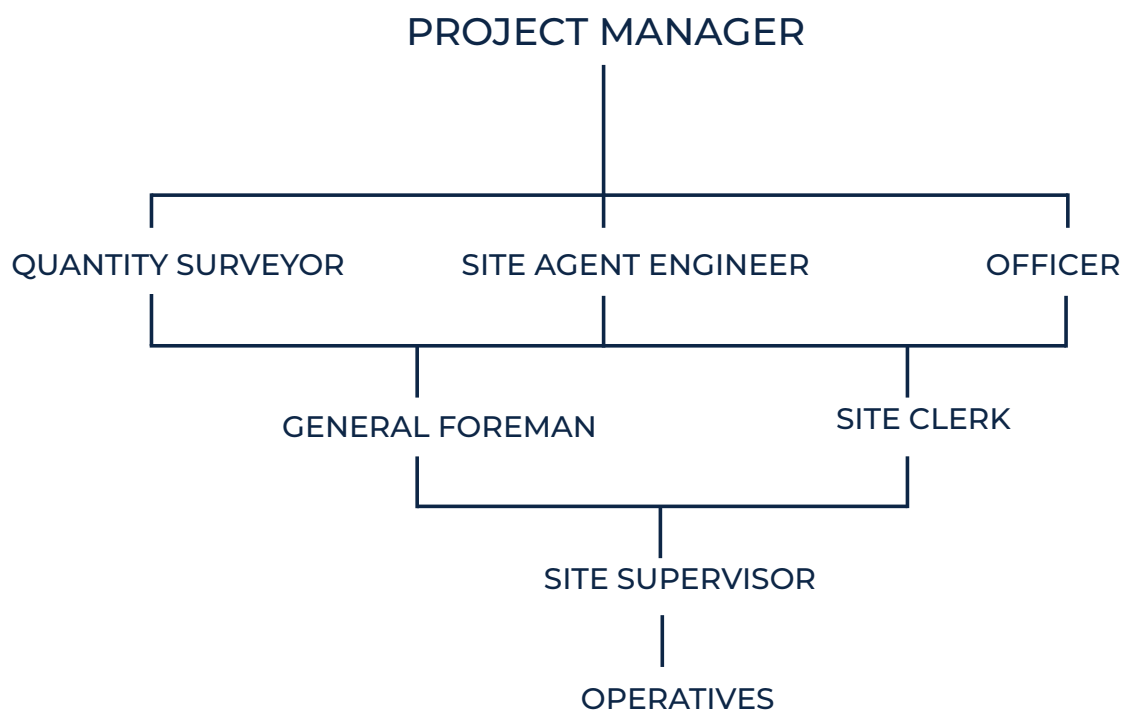 PROJECT MANAGER
QUANTITY SURVEYOR
SITE AGENT ENGINEER
OFFICER
GENERAL FOREMAN
SITE CLERK
SITE SUPERVISOR
OPERATIVES